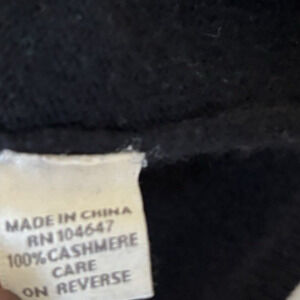 MADE IN CHINA
RN 104647
100% CASHMERE
CARE
ON REVERSE